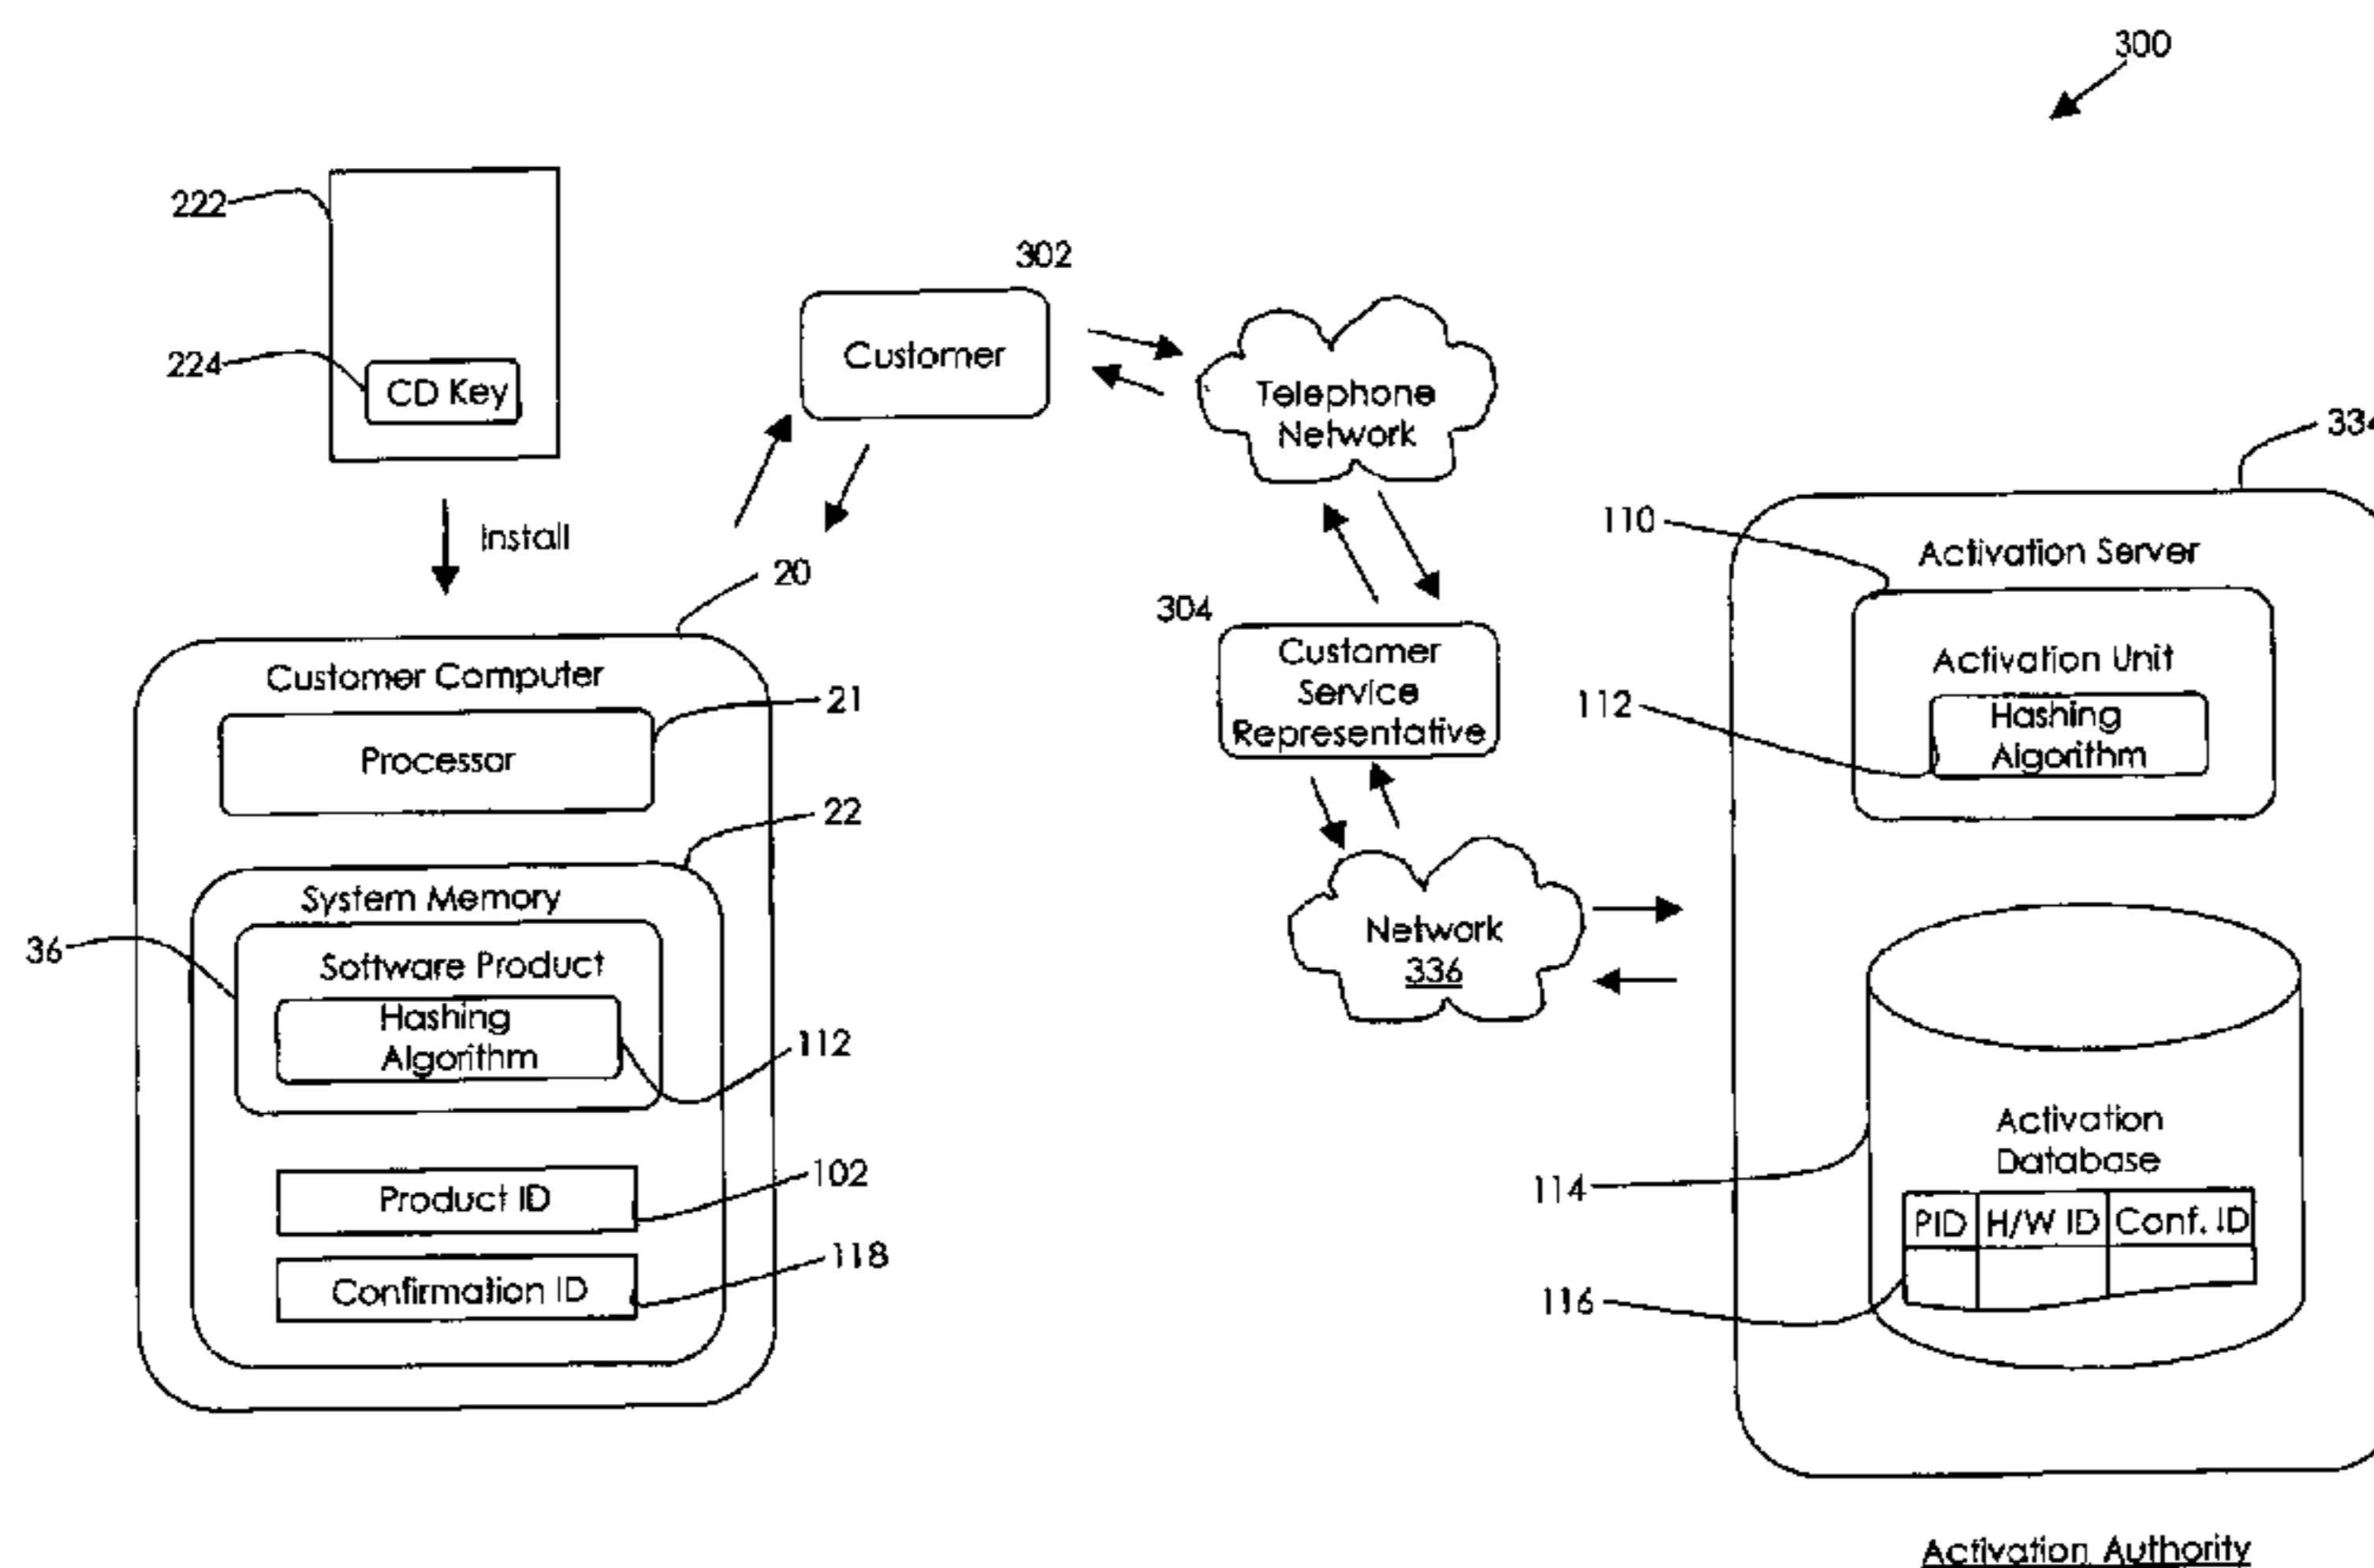 300
222
224
CD Key
Install
302
Customer
Telephone
Network
304
Customer
Service
Representative
Network
336
20
Customer Computer
21
Processor
22
System Memory
36
Software Product
Hashing
Algorithm
112
102
Product ID
118
Confirmation ID
334
Activation Server
110
Activation Unit
112
Hashing
Algorithm
114
Activation
Database
PID H/W ID Conf. ID
116
Activation Authority